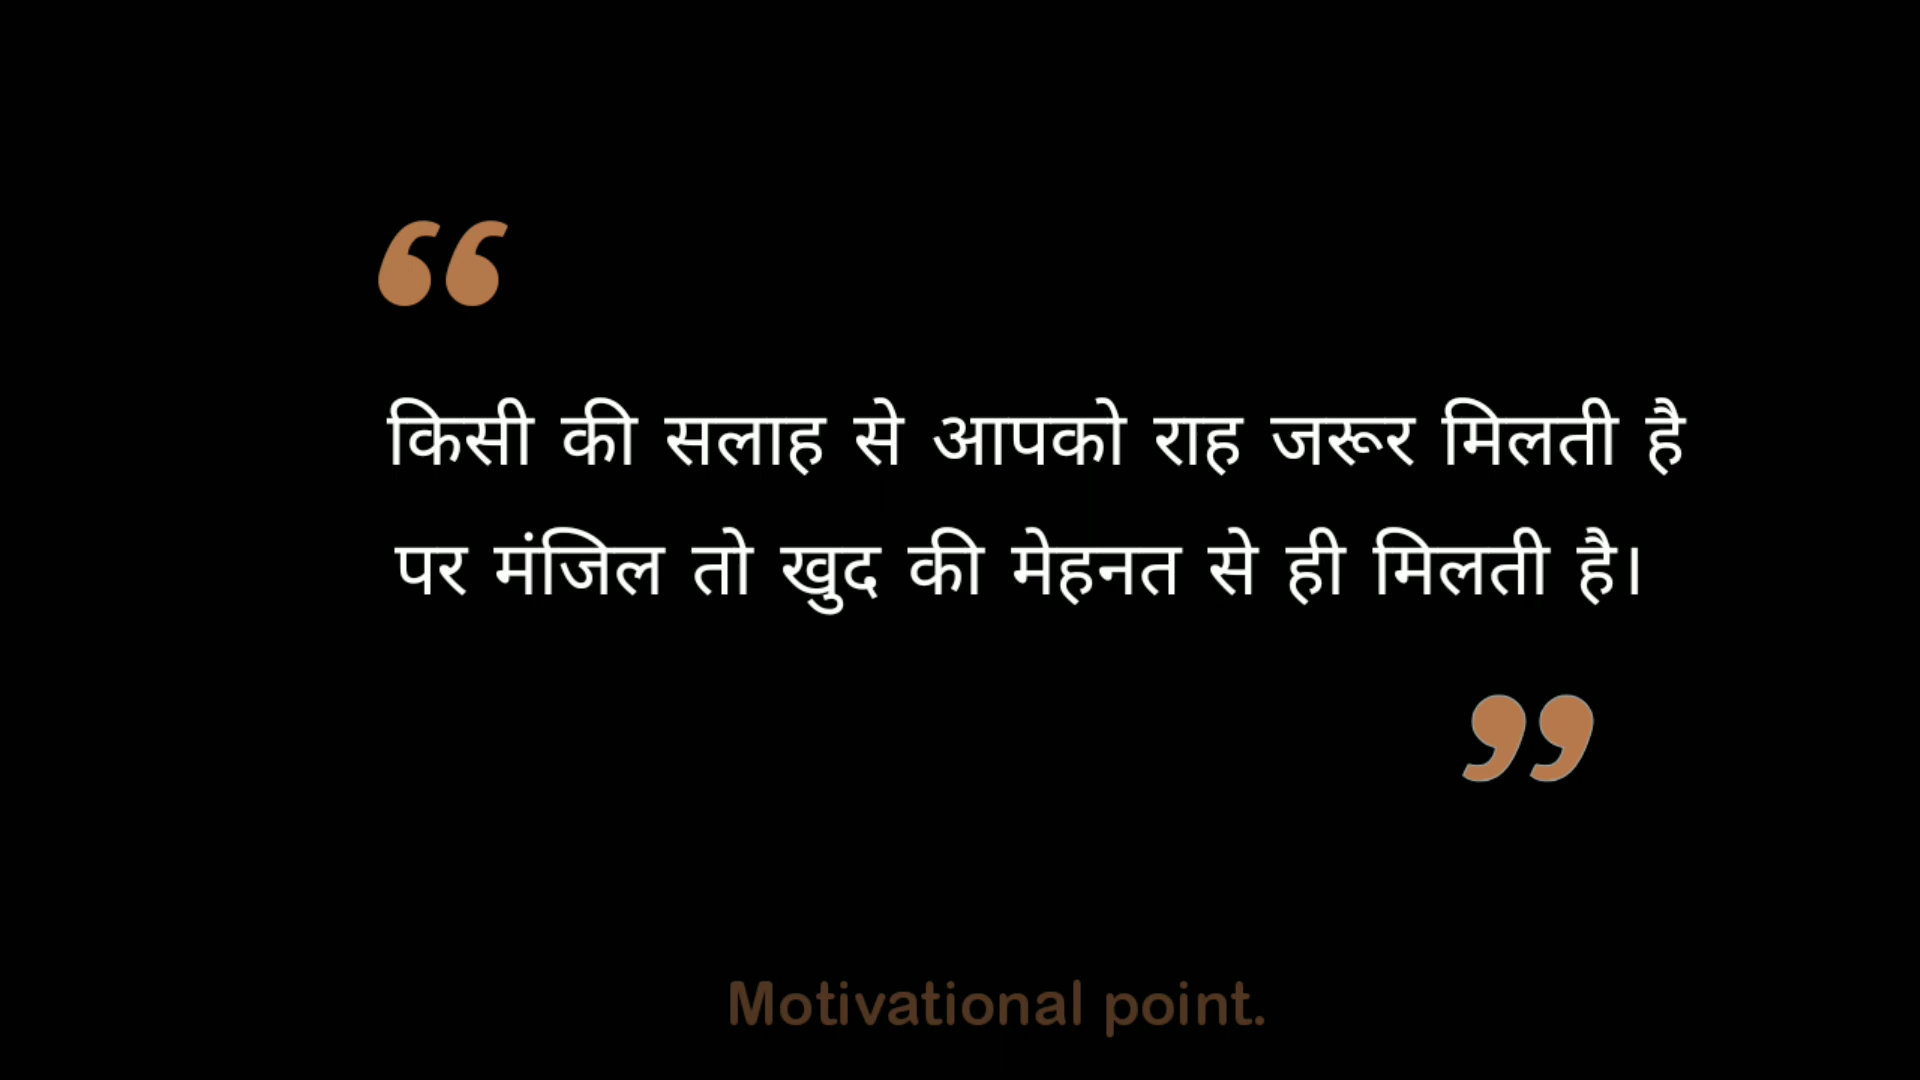 “
किसी की सलाह से आपको राह जरूर मिलती है
पर मंजिल तो खुद की मेहनत से ही मिलती है।
”
Motivational point.